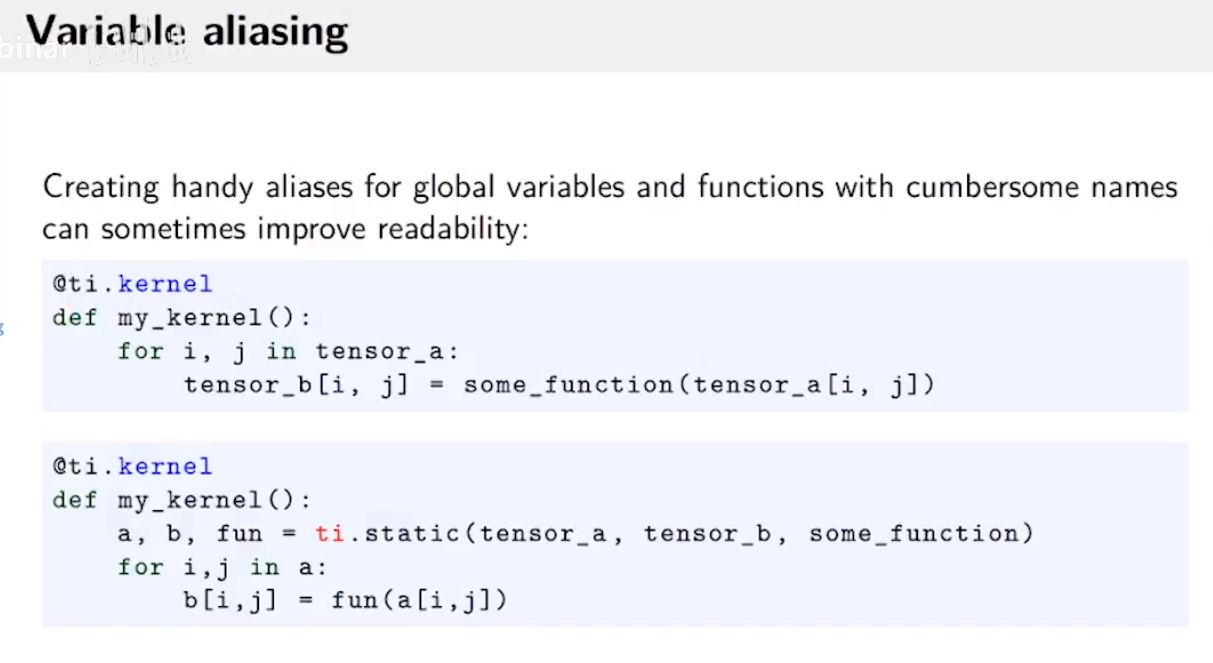 Variable aliasing
binar
Creating handy aliases for global variables and functions with cumbersome names
can sometimes improve readability:
@ti.kernel
def my_kernel():
    for i, j in tensor_a:
        tensor_b[i, j] = some_function(tensor_a[i, j])
@ti.kernel
def my_kernel():
    a, b, fun = ti.static(tensor_a, tensor_b, some_function)
    for i,j in a:
        b[i,j] = fun(a[i,j])